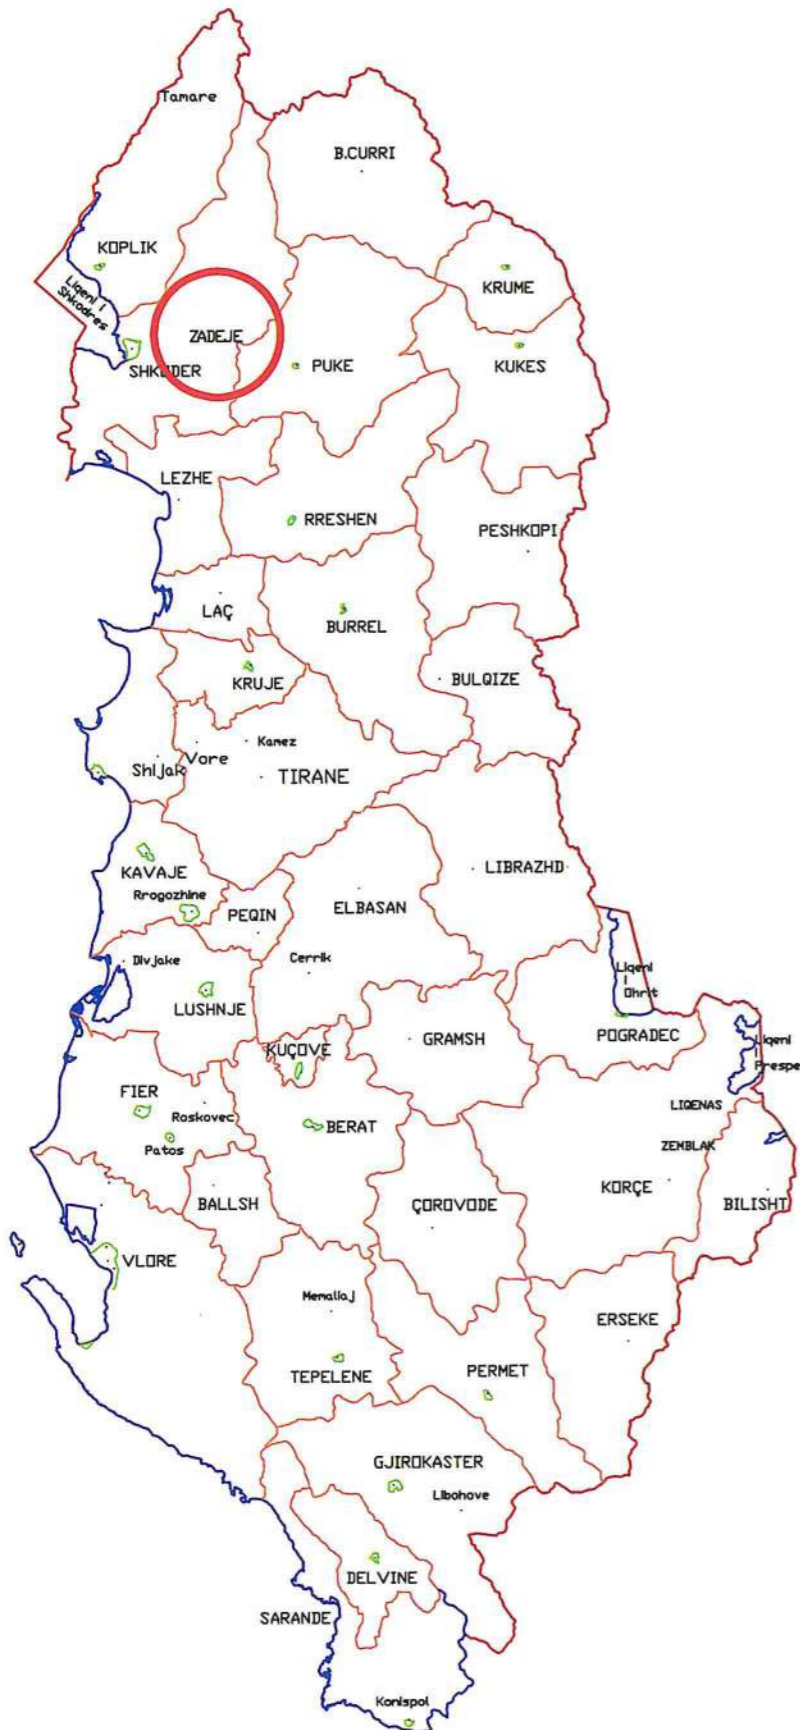 Tamare
B.CURRI
KOPLIK
KRUME
Liqeni i
Shkodres
ZADEJE
SHKODER
PUKE
KUKES
LEZHE
RRESHEN
PESHKOPI
LAÇ
BURREL
KRUJE
BULQIZE
Kamez
Vore
Shijak
TIRANE
KAVAJE
LIBRAZHD
Rrogozhine
PEQIN
ELBASAN
Divjake
Cerrik
Liqeni
i
Ohrit
LUSHNJE
GRAMSH
POGRADEC
KUÇOVE
Liqeni
i
Prespe
FIER
Roskovec
LIQENAS
Patos
BERAT
ZEMBLAK
BALLSH
ÇOROVODE
KORÇE
BILISHT
VLORE
Memaliaj
ERSEKE
TEPELENE
PERMET
GJIROKASTER
Libohove
DELVINE
SARANDE
Konispol